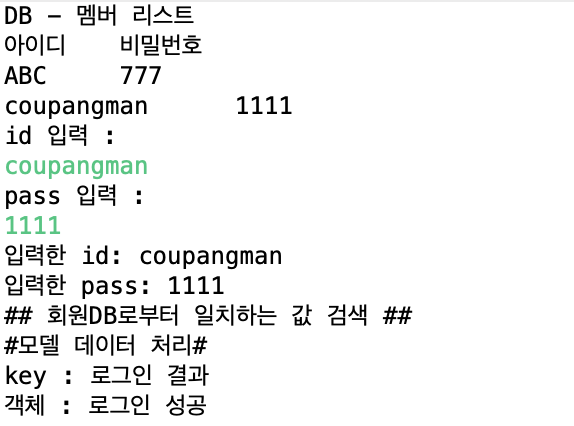 DB - 멤버 리스트
아이디    비밀번호
ABC    777
coupangman    1111
id 입력 :
coupangman
pass 입력 :
1111
입력한 id: coupangman
입력한 pass: 1111
## 회원DB로부터 일치하는 값 검색 ##
#모델 데이터 처리#
key : 로그인 결과
객체 : 로그인 성공